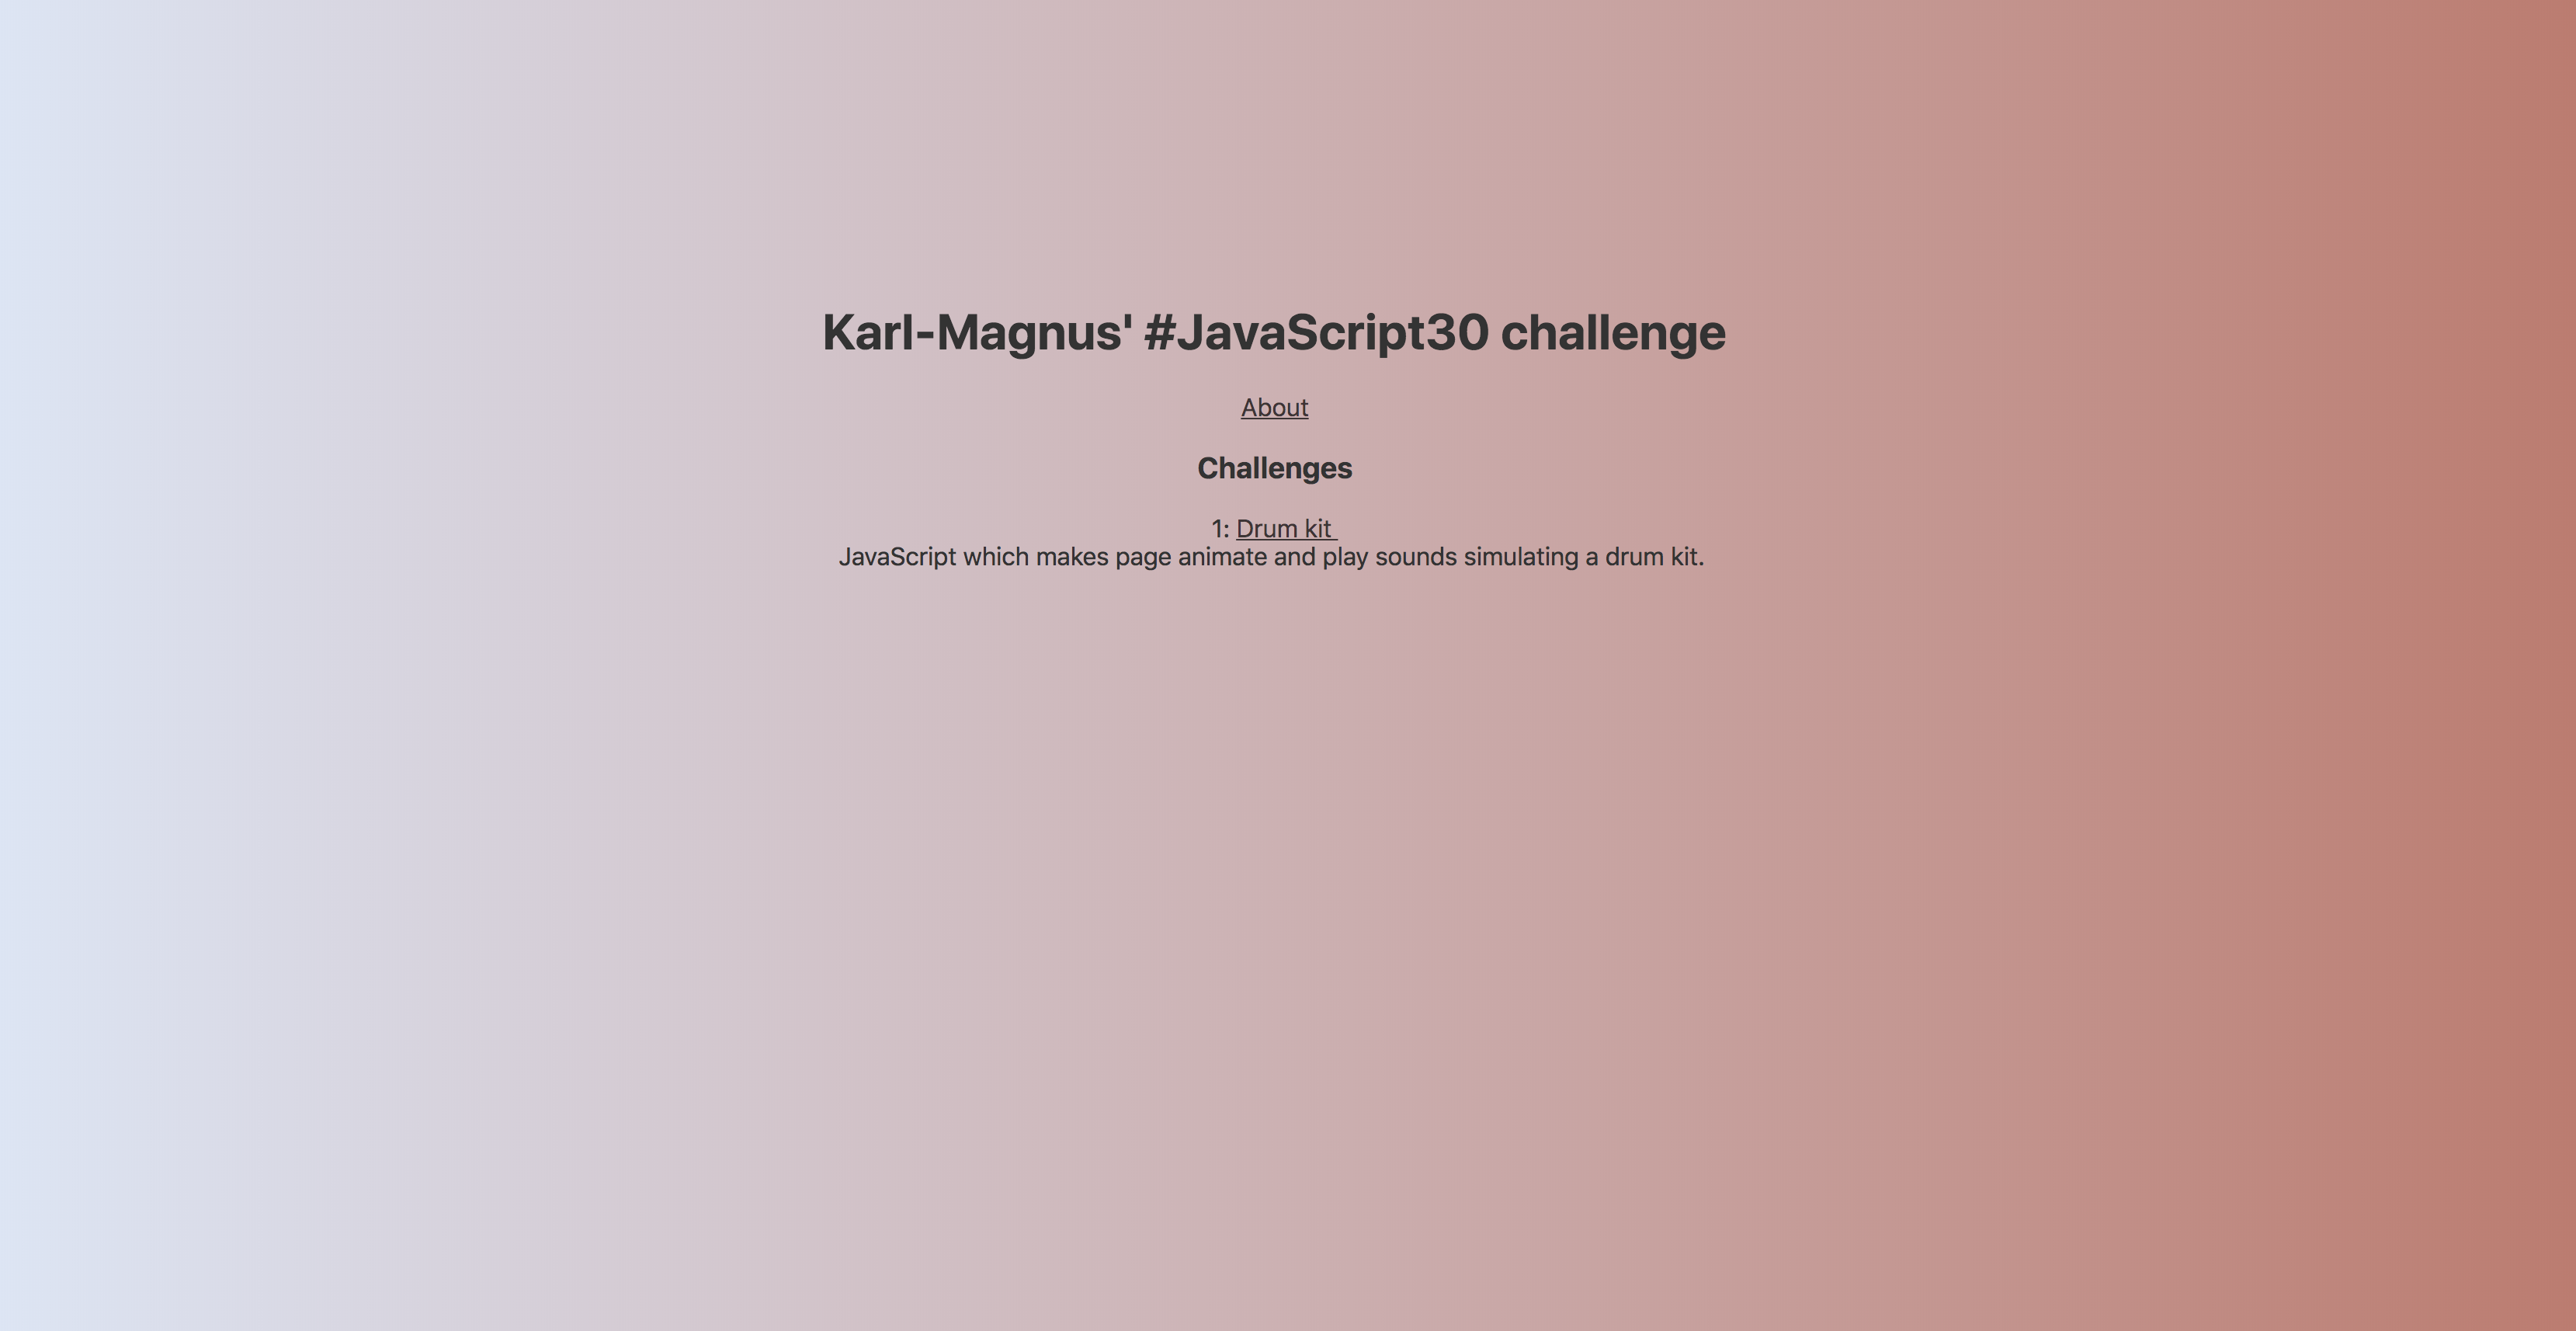 Karl-Magnus' #JavaScript30 challenge
About
Challenges
1: Drum kit
JavaScript which makes page animate and play sounds simulating a drum kit.